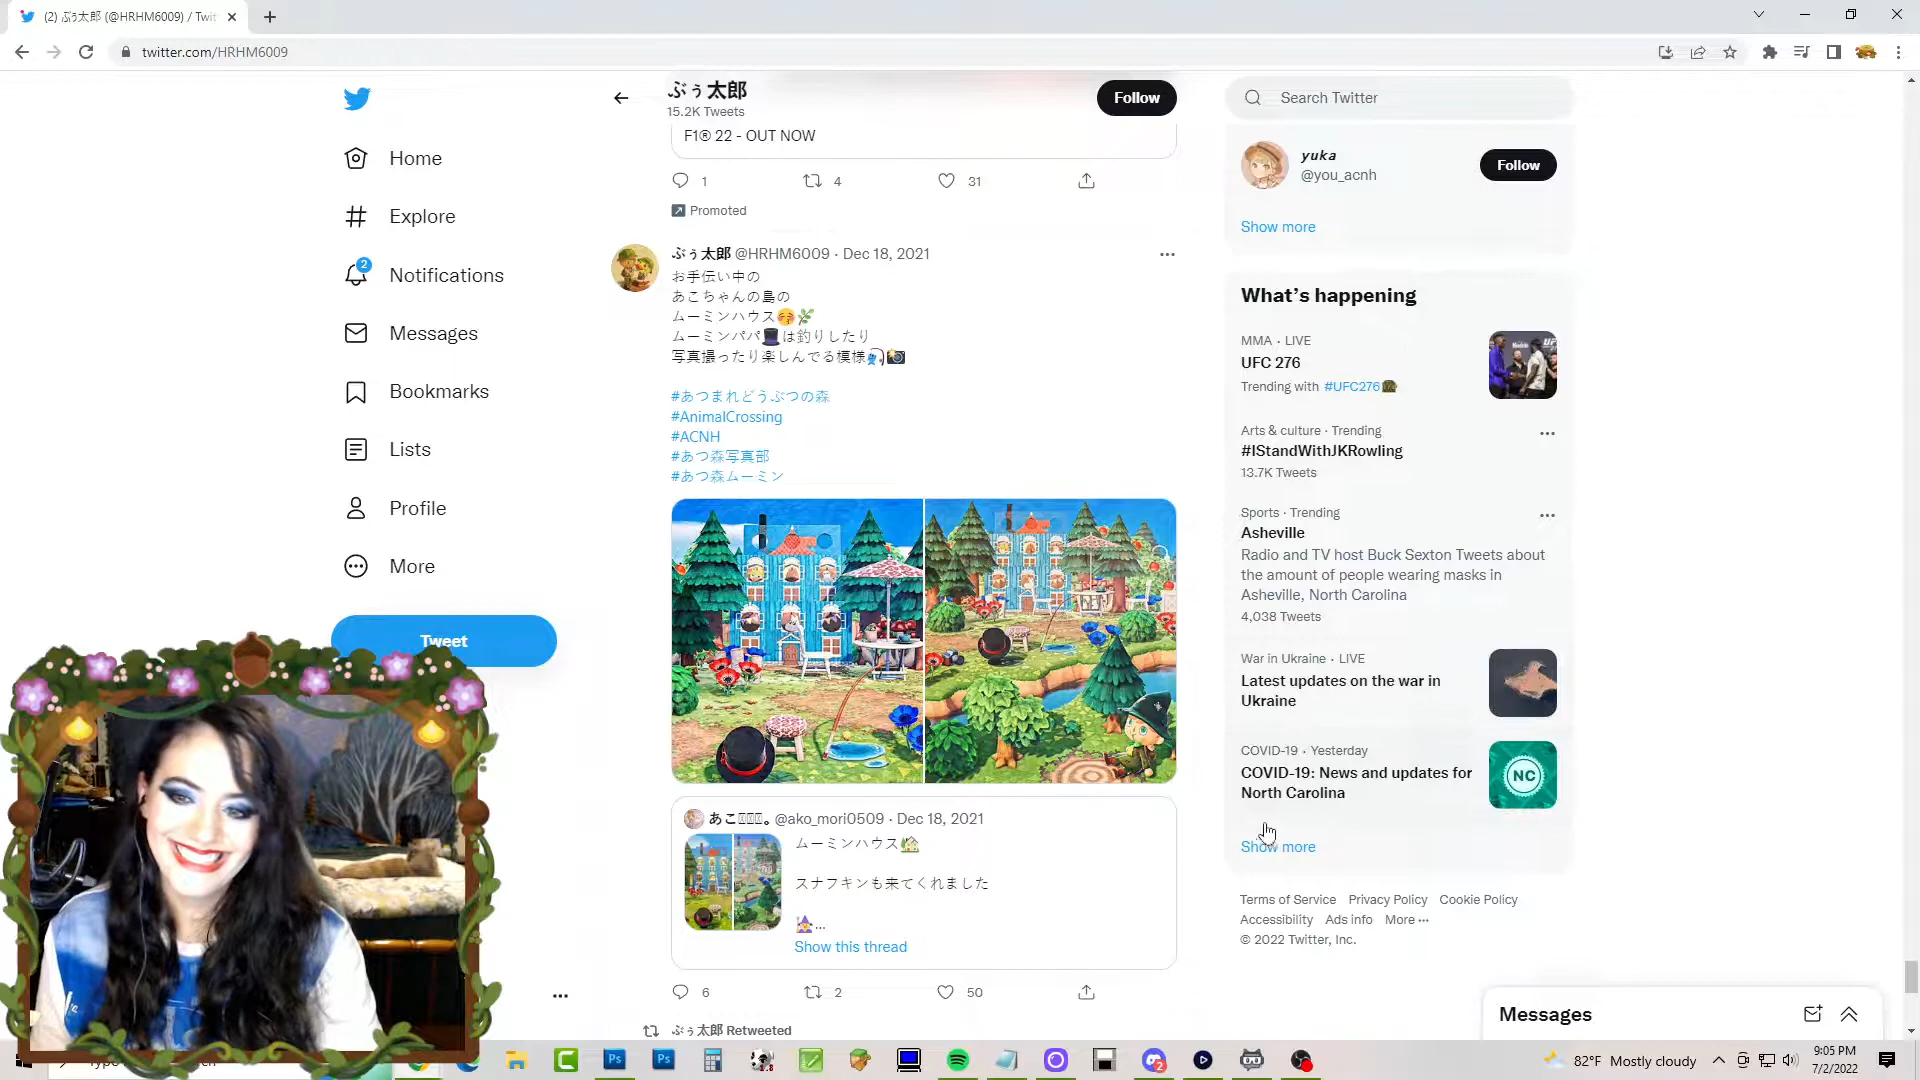 (2) ぶぅ太郎 (@HRHM6009) / Twit
twitter.com/HRHM6009
Home
Explore
2
Notifications
Messages
Bookmarks
Lists
Profile
More
Tweet
ぶぅ太郎
15.2K Tweets
Follow
F1® 22 - OUT NOW
1 4 31
Promoted
ぶぅ太郎 @HRHM6009 · Dec 18, 2021
お手伝い中の
あこちゃんの島の
ムーミンハウス😚🌿
ムーミンパパ🎩は釣りしたり
写真撮ったり楽しんでる模様🎣📸
#あつまれどうぶつの森
#AnimalCrossing
#ACNH
#あつ森写真部
#あつ森ムーミン
あこ𓂃𓈒𓏸。 @ako_mori0509 · Dec 18, 2021
ムーミンハウス🏡
スナフキンも来てくれました
🧙...
Show this thread
6 2 50
ぶぅ太郎 Retweeted
Search Twitter
yuka
@you_acnh
Follow
Show more
What's happening
MMA · LIVE
UFC 276
Trending with #UFC276
Arts & culture · Trending
#IStandWithJKRowling
13.7K Tweets
Sports · Trending
Asheville
Radio and TV host Buck Sexton Tweets about
the amount of people wearing masks in
Asheville, North Carolina
4,038 Tweets
War in Ukraine · LIVE
Latest updates on the war in
Ukraine
COVID-19 · Yesterday
COVID-19: News and updates for
North Carolina
NC
Show more
Terms of Service Privacy Policy Cookie Policy
Accessibility Ads info More ···
© 2022 Twitter, Inc.
Messages
Ps
Ps
2
82°F Mostly cloudy
9:05 PM
7/2/2022